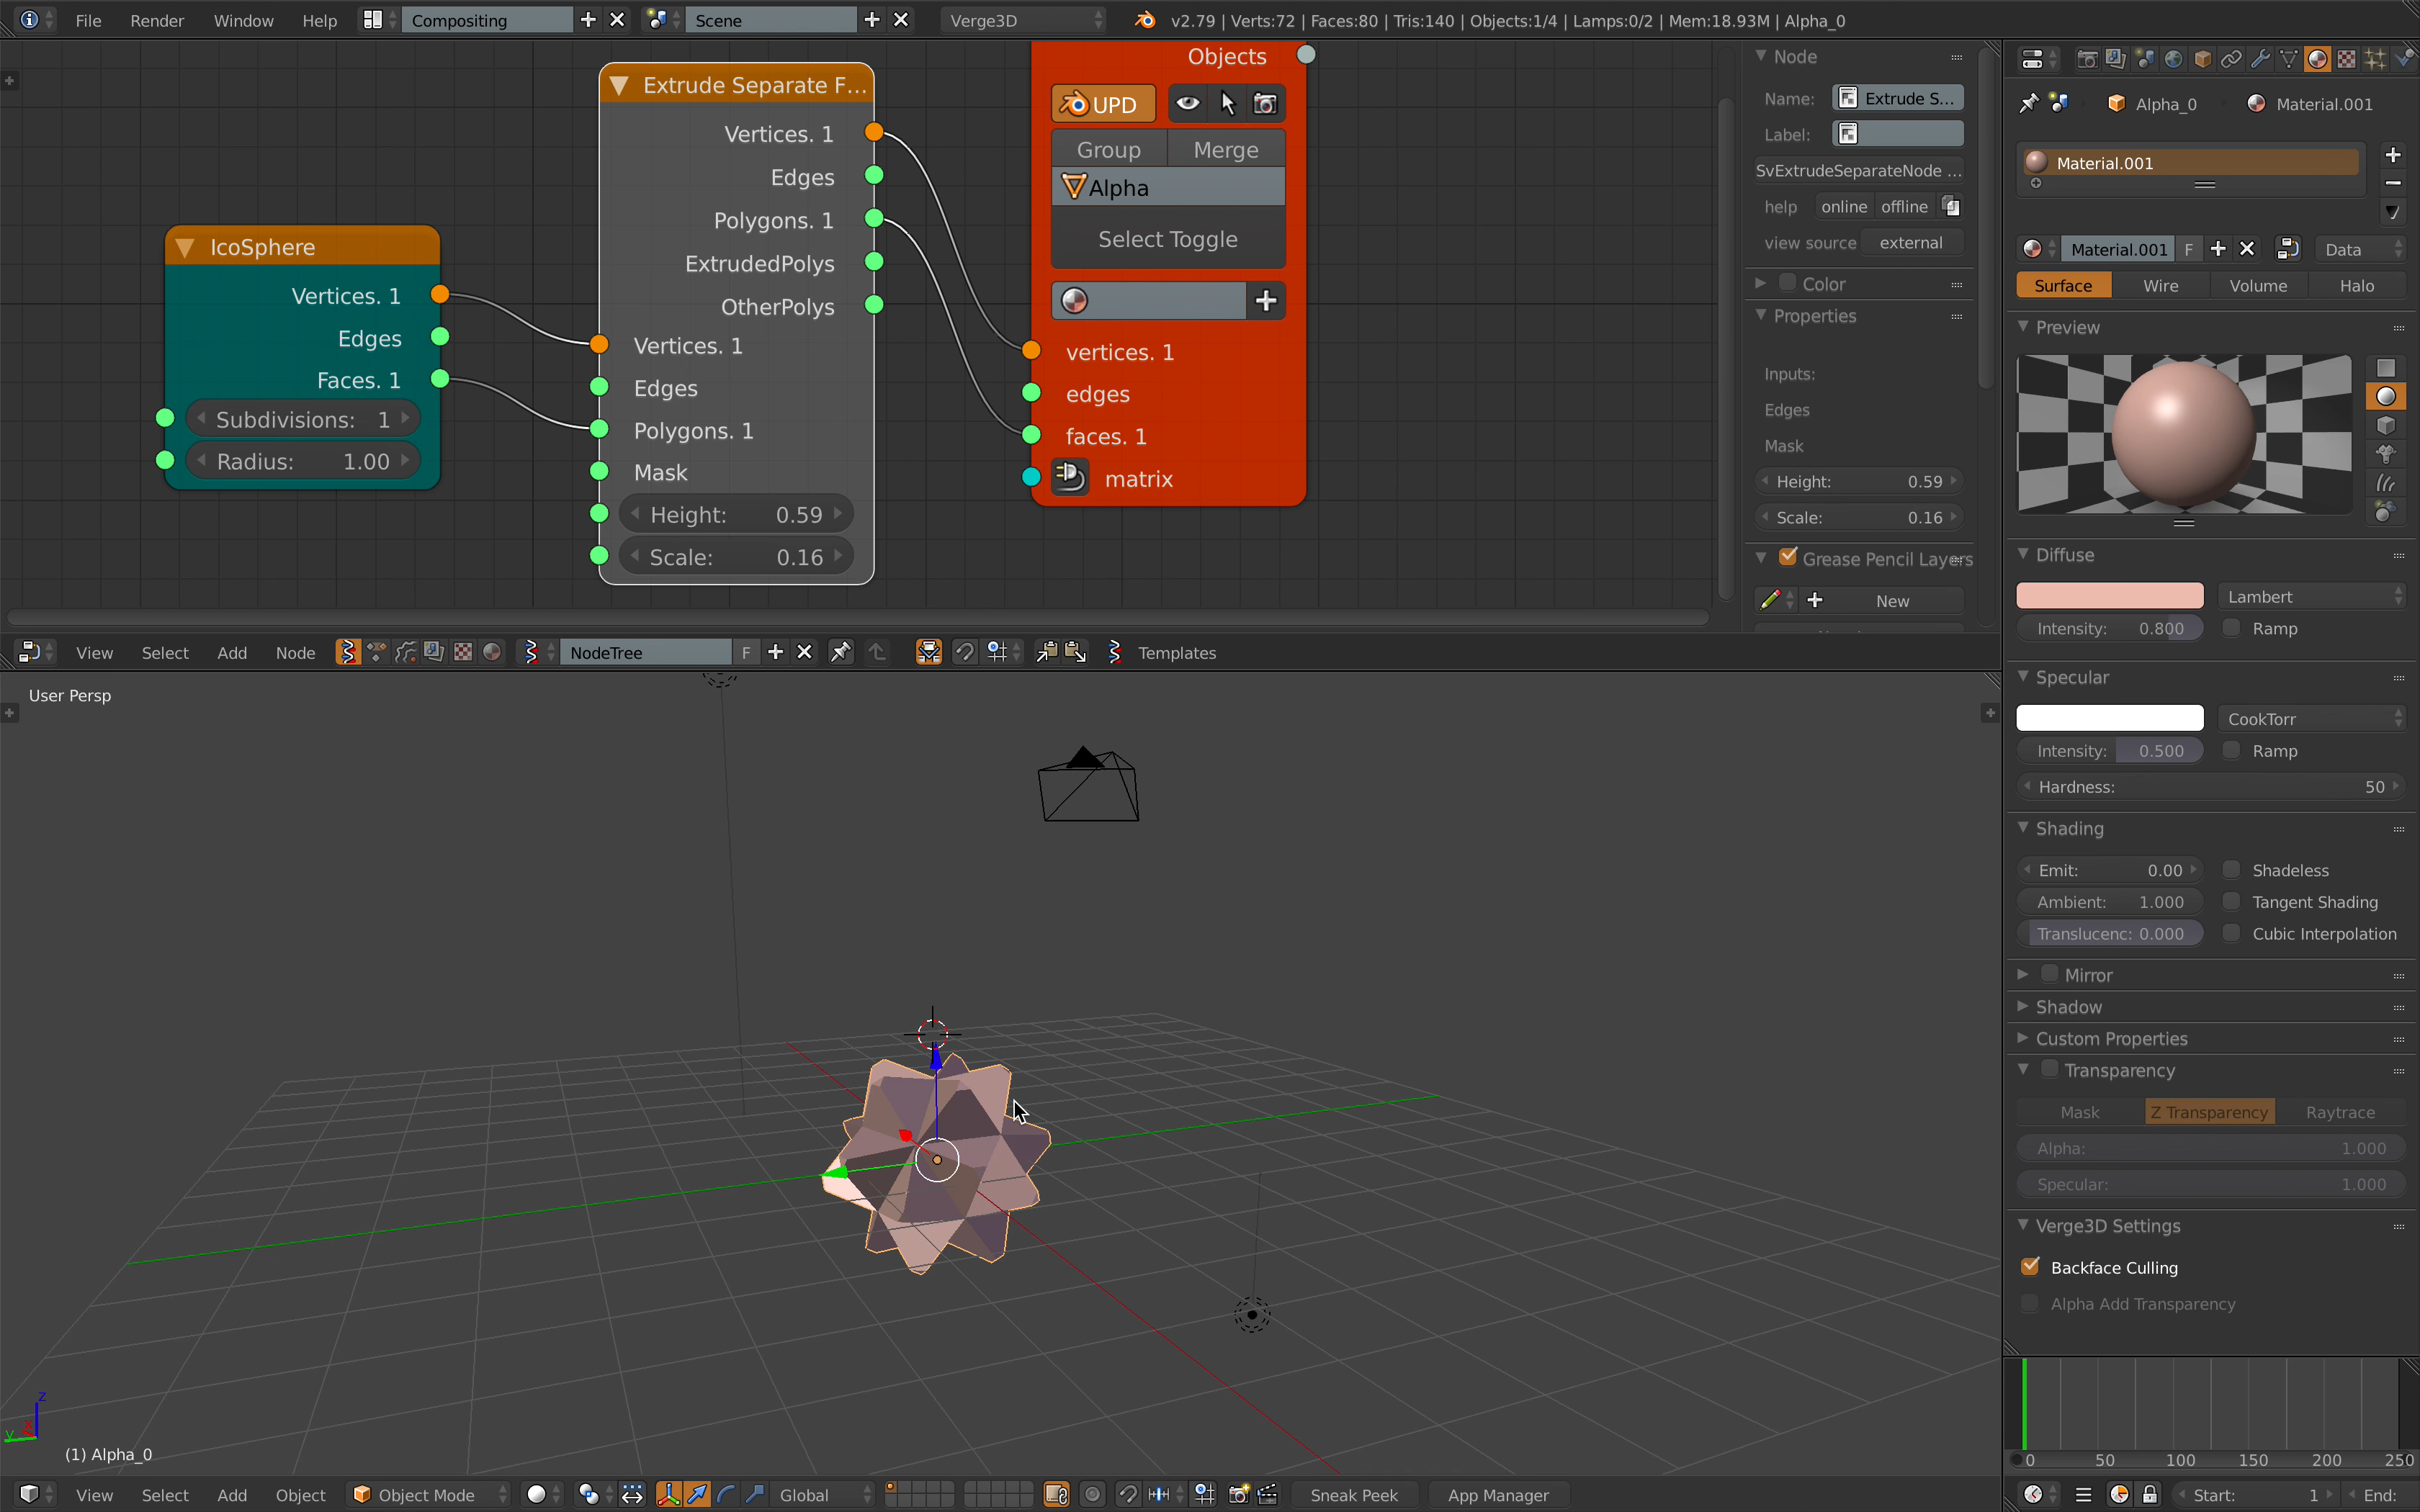 File Render Window Help Compositing Scene Verge3D v2.79 | Verts:72 | Faces:80 | Tris:140 | Objects:1/4 | Lamps:0/2 | Mem:18.93M | Alpha_0
IcoSphere
Vertices. 1
Edges
Faces. 1
Subdivisions: 1
Radius: 1.00
Extrude Separate F...
Vertices. 1
Edges
Polygons. 1
ExtrudedPolys
OtherPolys
Vertices. 1
Edges
Polygons. 1
Mask
Height: 0.59
Scale: 0.16
Objects
UPD
Group Merge
Alpha
Select Toggle
vertices. 1
edges
faces. 1
matrix
Node
Name: Extrude S...
Label:
SvExtrudeSeparateNode ...
help online offline
view source external
Color
Properties
Inputs:
Edges
Mask
Height: 0.59
Scale: 0.16
Grease Pencil Layers
New
View Select Add Node NodeTree F Templates
User Persp
z
y
(1) Alpha_0
View Select Add Object Object Mode Global Sneak Peek App Manager
Alpha_0 Material.001
Material.001
Material.001 F Data
Surface Wire Volume Halo
Preview
Diffuse
Lambert
Intensity: 0.800 Ramp
Specular
CookTorr
Intensity: 0.500 Ramp
Hardness: 50
Shading
Emit: 0.00 Shadeless
Ambient: 1.000 Tangent Shading
Translucenc: 0.000 Cubic Interpolation
Mirror
Shadow
Custom Properties
Transparency
Mask Z Transparency Raytrace
Alpha: 1.000
Specular: 1.000
Verge3D Settings
Backface Culling
Alpha Add Transparency
0 50 100 150 200 250
Start: 1 End: